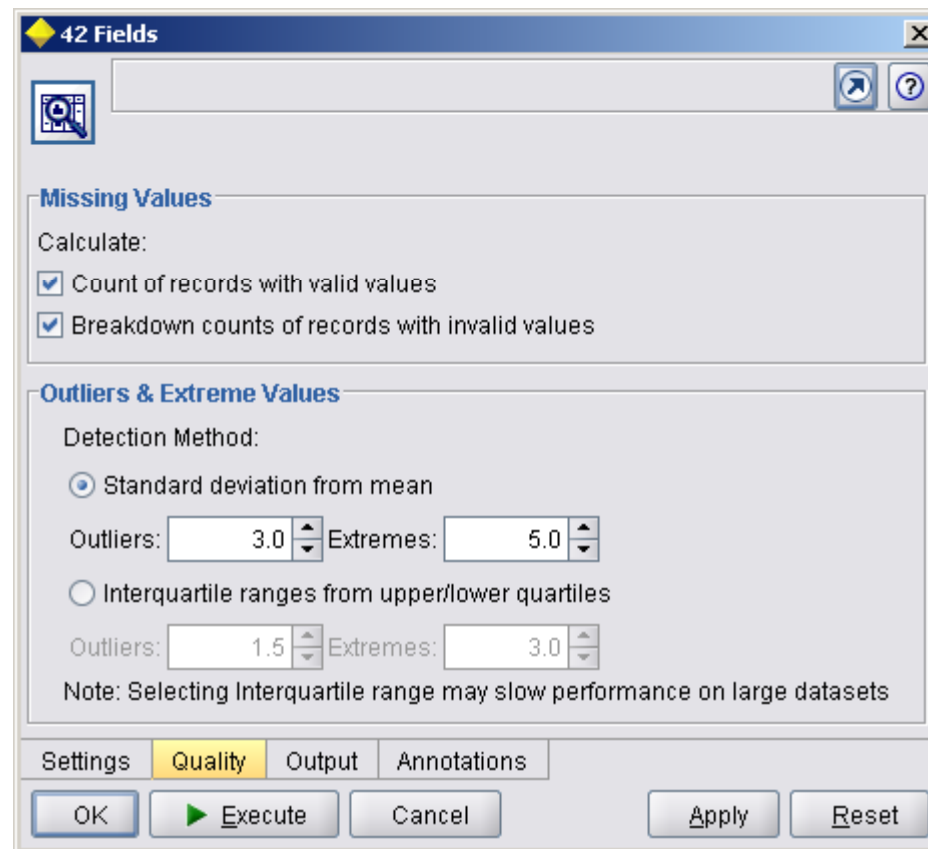 42 Fields
Missing Values
Calculate:
Count of records with valid values
Breakdown counts of records with invalid values
Outliers & Extreme Values
Detection Method:
Standard deviation from mean
Outliers: 3.0 Extremes: 5.0
Interquartile ranges from upper/lower quartiles
Outliers: 1.5 Extremes: 3.0
Note: Selecting Interquartile range may slow performance on large datasets
Settings Quality Output Annotations
OK Execute Cancel Apply Reset